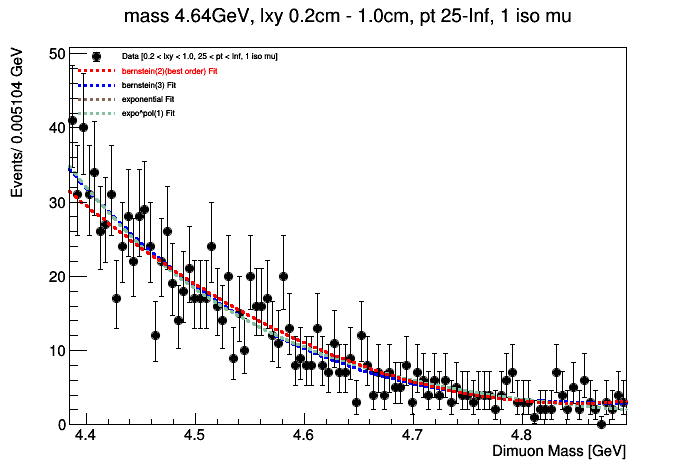 mass 4.64GeV, lxy 0.2cm - 1.0cm, pt 25-Inf, 1 iso mu
Events/ 0.005104 GeV
50
40
30
20
10
0
Data [0.2 < lxy < 1.0, 25 < pt < Inf, 1 iso mu]
bernstein(2)(best order) Fit
bernstein(3) Fit
exponential Fit
expo*pol(1) Fit
4.4 4.5 4.6 4.7 4.8
Dimuon Mass [GeV]